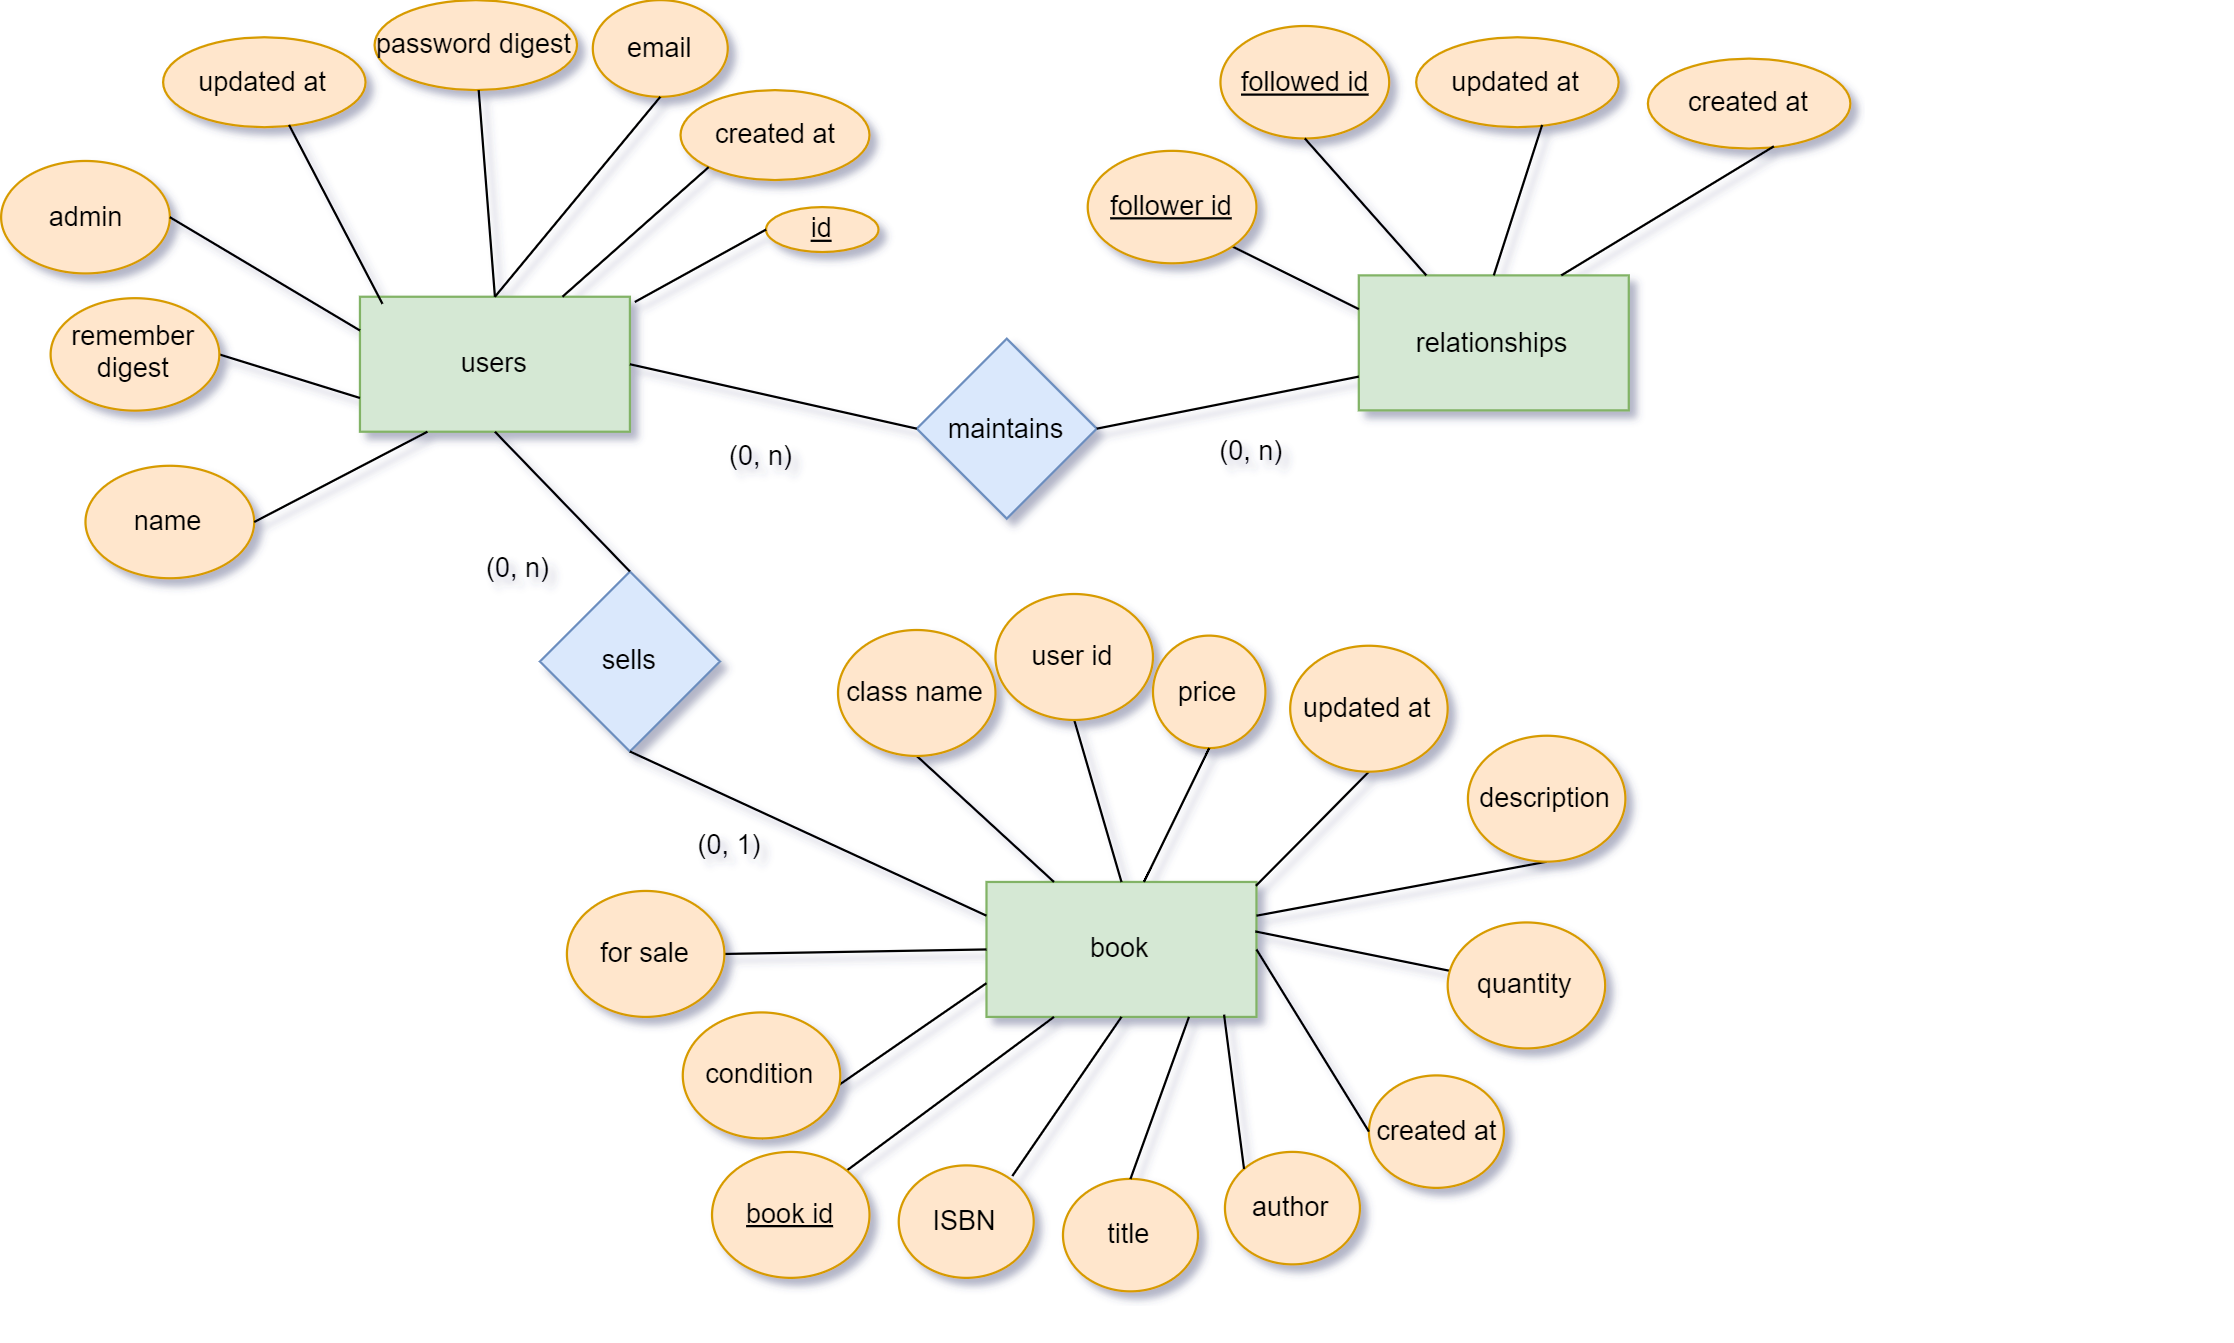 password digest
email
updated at
created at
id
admin
remember
digest
name
users
followed id
updated at
created at
follower id
relationships
maintains
(0, n)
(0, n)
(0, n)
sells
(0, 1)
class name
user id
price
updated at
description
quantity
book
for sale
condition
created at
book id
ISBN
title
author